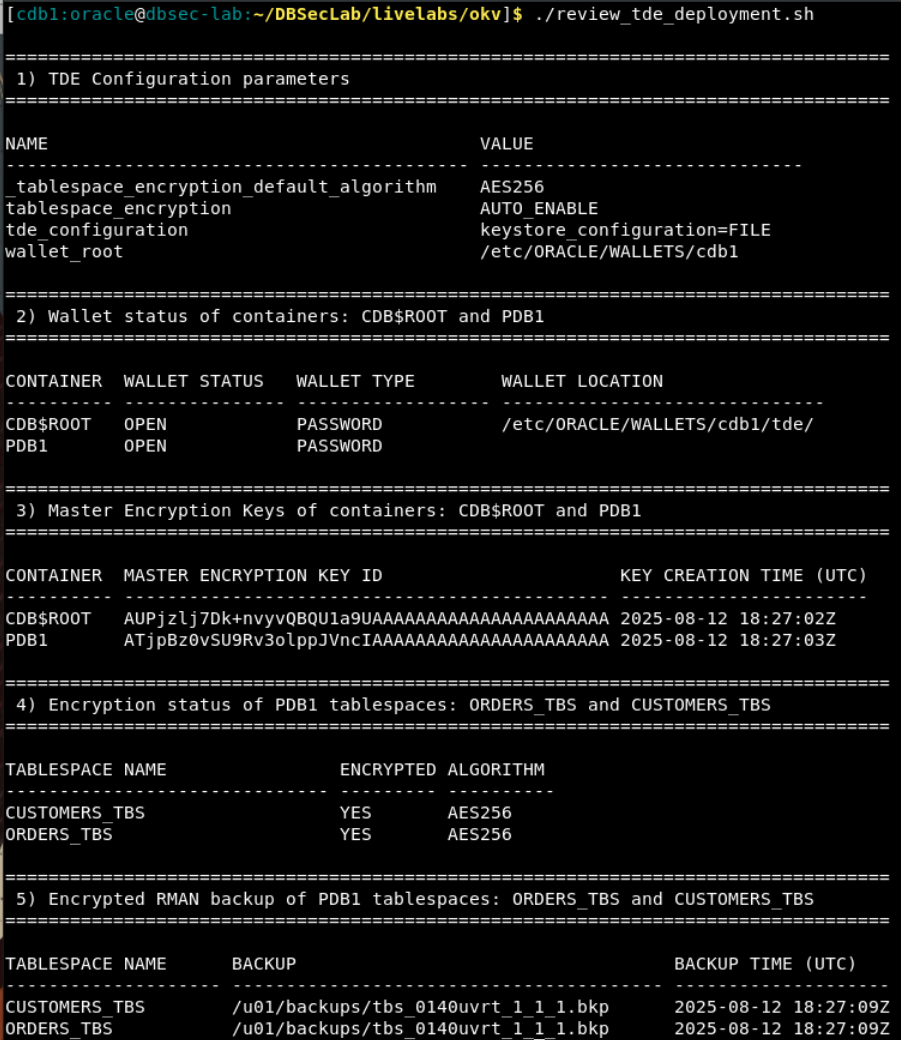 [cdb1:oracle@dbsec-lab:~/DBSecLab/livelabs/okv]$ ./review_tde_deployment.sh
==================================================================================
1) TDE Configuration parameters
==================================================================================
NAME VALUE
------------------------------------------- ------------------------------
_tablespace_encryption_default_algorithm AES256
tablespace_encryption AUTO_ENABLE
tde_configuration keystore_configuration=FILE
wallet_root /etc/ORACLE/WALLETS/cdb1
==================================================================================
2) Wallet status of containers: CDB$ROOT and PDB1
==================================================================================
CONTAINER WALLET STATUS WALLET TYPE WALLET LOCATION
---------- --------------- ------------------ ------------------------------
CDB$ROOT OPEN PASSWORD /etc/ORACLE/WALLETS/cdb1/tde/
PDB1 OPEN PASSWORD
==================================================================================
3) Master Encryption Keys of containers: CDB$ROOT and PDB1
==================================================================================
CONTAINER MASTER ENCRYPTION KEY ID KEY CREATION TIME (UTC)
---------- --------------------------------------------- -----------------------
CDB$ROOT AUPjzlj7Dk+nvyvQBQU1a9UAAAAAAAAAAAAAAAAAAAAAA 2025-08-12 18:27:02Z
PDB1 ATjpBz0vSU9Rv3olppJVncIAAAAAAAAAAAAAAAAAAAAAA 2025-08-12 18:27:03Z
==================================================================================
4) Encryption status of PDB1 tablespaces: ORDERS_TBS and CUSTOMERS_TBS
==================================================================================
TABLESPACE NAME ENCRYPTED ALGORITHM
------------------------------ --------- ----------
CUSTOMERS_TBS YES AES256
ORDERS_TBS YES AES256
==================================================================================
5) Encrypted RMAN backup of PDB1 tablespaces: ORDERS_TBS and CUSTOMERS_TBS
==================================================================================
TABLESPACE NAME BACKUP BACKUP TIME (UTC)
-------------------- ---------------------------------------- --------------------
CUSTOMERS_TBS /u01/backups/tbs_0140uvrt_1_1_1.bkp 2025-08-12 18:27:09Z
ORDERS_TBS /u01/backups/tbs_0140uvrt_1_1_1.bkp 2025-08-12 18:27:09Z